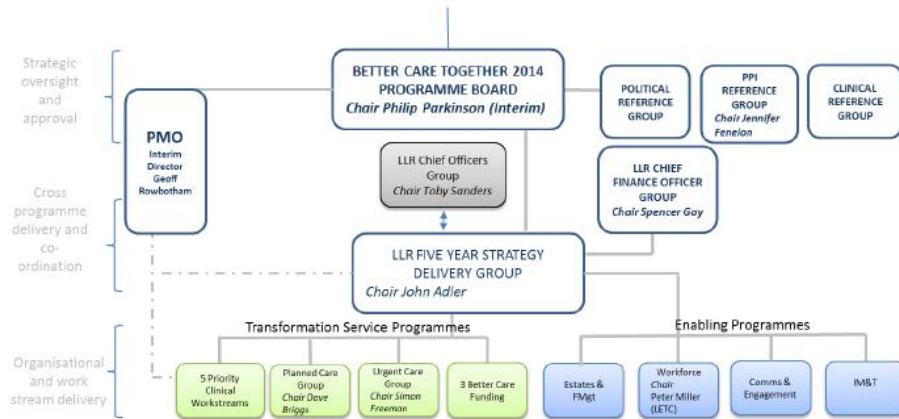 Strategic
oversight
and
approval
BETTER CARE TOGETHER 2014
PROGRAMME BOARD
Chair Philip Parkinson (Interim)
POLITICAL
REFERENCE
GROUP
PPI
REFERENCE
GROUP
Chair Jennifer
Fenelon
CLINICAL
REFERENCE
GROUP
PMO
Interim
Director
Geoff
Rowbotham
LLR Chief Officers
Group
Chair Toby Sanders
LLR CHIEF
FINANCE OFFICER
GROUP
Chair Spencer Gay
Cross
programme
delivery and
co-
ordination
LLR FIVE YEAR STRATEGY
DELIVERY GROUP
Chair John Adler
Transformation Service Programmes
Enabling Programmes
Organisational
and work
stream delivery
5 Priority
Clinical
Workstreams
Planned Care
Group
Chair Dave
Briggs
Urgent Care
Group
Chair Simon
Freeman
3 Better Care
Funding
Estates &
FMgt
Workforce
Chair
Peter Miller
(LETC)
Comms &
Engagement
IM&T